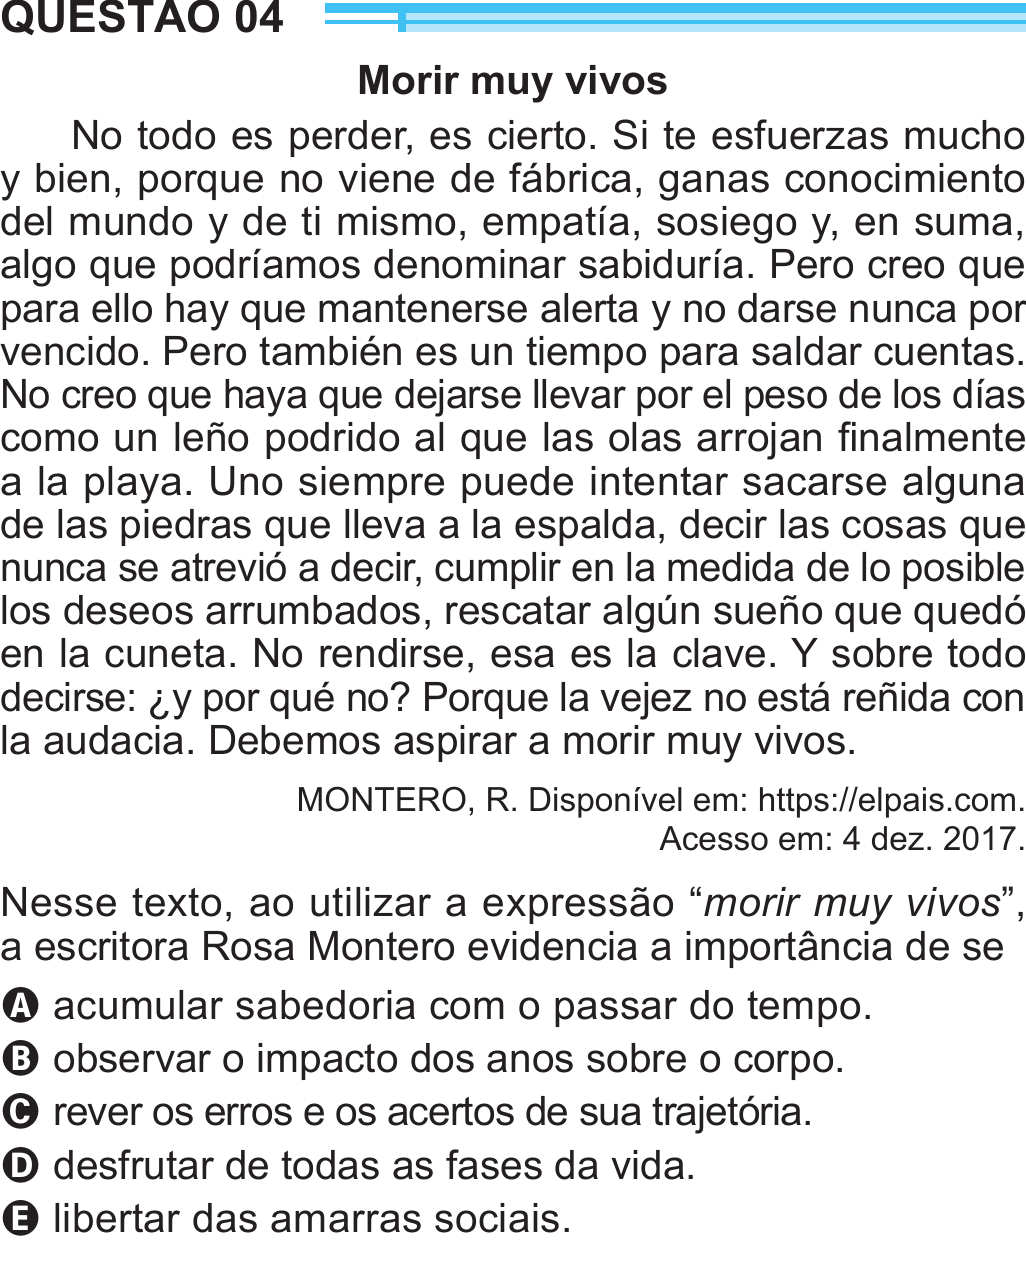 QUESTÃO 04
Morir muy vivos
No todo es perder, es cierto. Si te esfuerzas mucho
y bien, porque no viene de fábrica, ganas conocimiento
del mundo y de ti mismo, empatía, sosiego y, en suma,
algo que podríamos denominar sabiduría. Pero creo que
para ello hay que mantenerse alerta y no darse nunca por
vencido. Pero también es un tiempo para saldar cuentas.
No creo que haya que dejarse llevar por el peso de los días
como un leño podrido al que las olas arrojan finalmente
a la playa. Uno siempre puede intentar sacarse alguna
de las piedras que lleva a la espalda, decir las cosas que
nunca se atrevió a decir, cumplir en la medida de lo posible
los deseos arrumbados, rescatar algún sueño que quedó
en la cuneta. No rendirse, esa es la clave. Y sobre todo
decirse: ¿y por qué no? Porque la vejez no está reñida con
la audacia. Debemos aspirar a morir muy vivos.
MONTERO, R. Disponível em: https://elpais.com.
Acesso em: 4 dez. 2017.
Nesse texto, ao utilizar a expressão “morir muy vivos”,
a escritora Rosa Montero evidencia a importância de se
A acumular sabedoria com o passar do tempo.
B observar o impacto dos anos sobre o corpo.
C rever os erros e os acertos de sua trajetória.
D desfrutar de todas as fases da vida.
E libertar das amarras sociais.